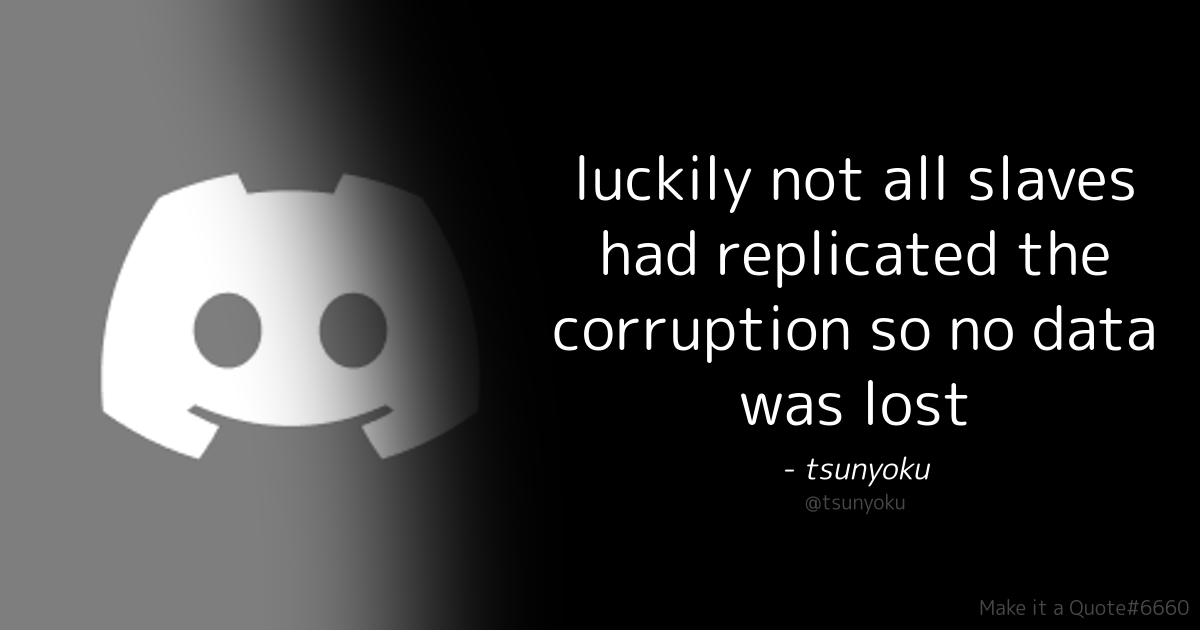 luckily not all slaves
had replicated the
corruption so no data
was lost
- tsunyoku
@tsunyoku
Make it a Quote#6660